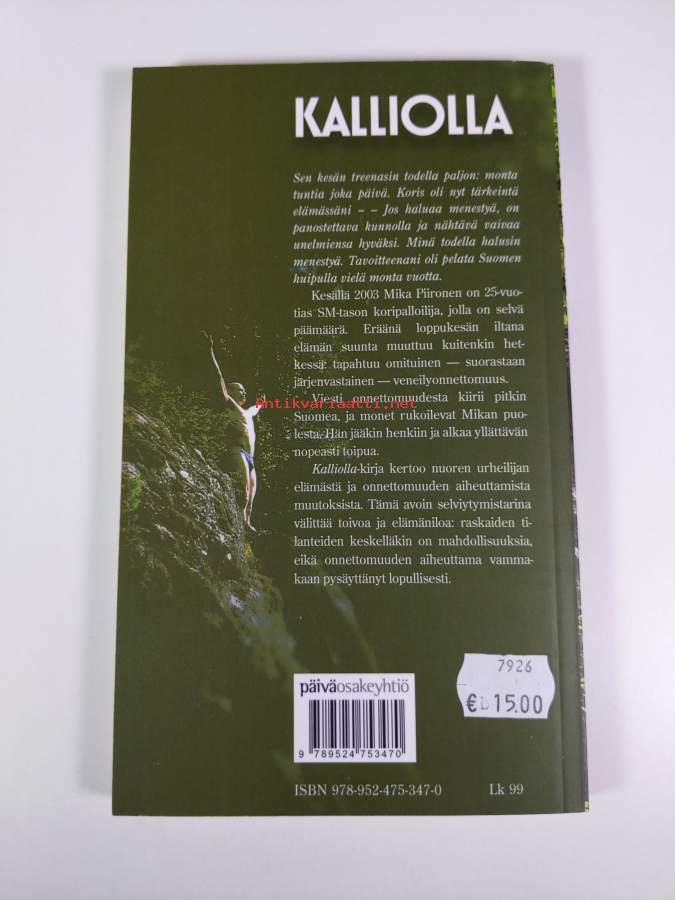 KALLIOLLA
Sen kesän treenasin todella paljon: monta
tuntia joka päivä. Koris oli nyt tärkeintä
elämässäni – – Jos haluaa menestyä, on
panostettava kunnolla ja nähtävä vaivaa
unelmiensa hyväksi. Minä todella halusin
menestyä. Tavoitteenani oli pelata Suomen
huipulla vielä monta vuotta.
Kesällä 2003 Mika Piironen on 25-vuo-
tias SM-tason koripalloilija, jolla on selvä
päämäärä. Eräänä loppukesän iltana
elämän suunta muuttuu kuitenkin het-
kessä: tapahtuu omituinen — suorastaan
järjenvastainen — veneilyonnettomuus.
Viesti onnettomuudesta kiirii pitkin
Antikvariaatti.net
Suomea, ja monet rukoilevat Mikan puo-
lesta. Hän jääkin henkiin ja alkaa yllättävän
nopeasti toipua.
Kalliolla-kirja kertoo nuoren urheilijan
elämästä ja onnettomuuden aiheuttamista
muutoksista. Tämä avoin selviytymistarina
välittää toivoa ja elämäniloa: raskaiden ti-
lanteiden keskelläkin on mahdollisuuksia,
eikä onnettomuuden aiheuttama vamma-
kaan pysäyttänyt lopullisesti.
7926
€ 15.00
päiväosakeyhtiö
9 789524 753470
ISBN 978-952-475-347-0 Lk 99